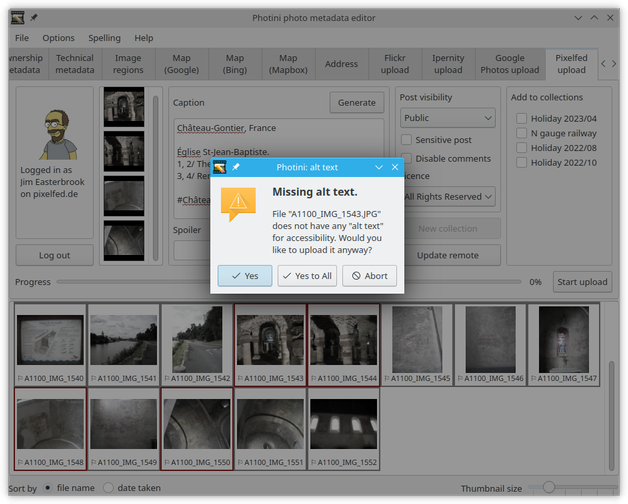 Photini photo metadata editor
File Options Spelling Help
wnership
etadata
Technical
metadata
Image
regions
Map
(Google)
Map
(Bing)
Map
(Mapbox)
Address
Flickr
upload
Ipernity
upload
Google
Photos upload
Pixelfed
upload
Logged in as
Jim Easterbrook
on pixelfed.de
Log out
Caption
Generate
Château-Gontier, France
Église St-Jean-Baptiste.
1, 2/ The
3, 4/
#Châtea
Spoiler
Post visibility
Public
Sensitive post
Disable comments
icence
All Rights Reserved
Add to collections
Holiday 2023/04
N gauge railway
Holiday 2022/08
Holiday 2022/10
New collection
Update remote
Photini: alt text
Missing alt text.
File "A1100_IMG_1543.JPG"
does not have any "alt text"
for accessibility. Would you
like to upload it anyway?
Yes Yes to All Abort
Progress 0% Start upload
A1100_IMG_1540 A1100_IMG_1541 A1100_IMG_1542 A1100_IMG_1543 A1100_IMG_1544 A1100_IMG_1545 A1100_IMG_1546 A1100_IMG_1547
A1100_IMG_1548 A1100_IMG_1549 A1100_IMG_1550 A1100_IMG_1551 A1100_IMG_1552
Sort by file name date taken Thumbnail size